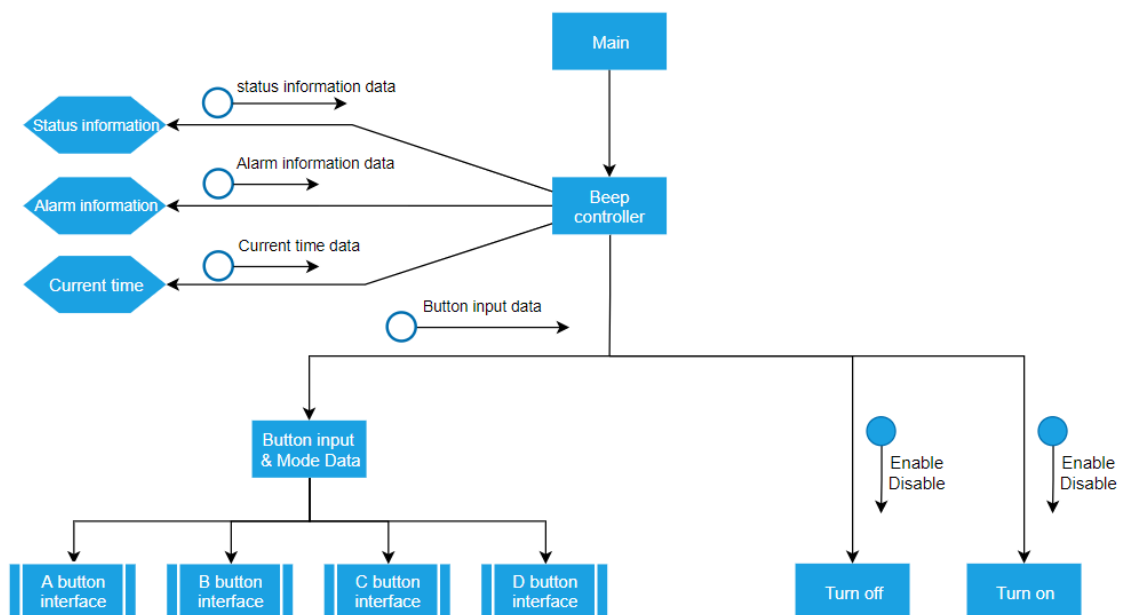 Main
status information data
Status information
Alarm information data
Alarm information
Beep
controller
Current time data
Current time
Button input data
Button input
& Mode Data
Enable
Disable
Enable
Disable
A button
interface
B button
interface
C button
interface
D button
interface
Turn off
Turn on